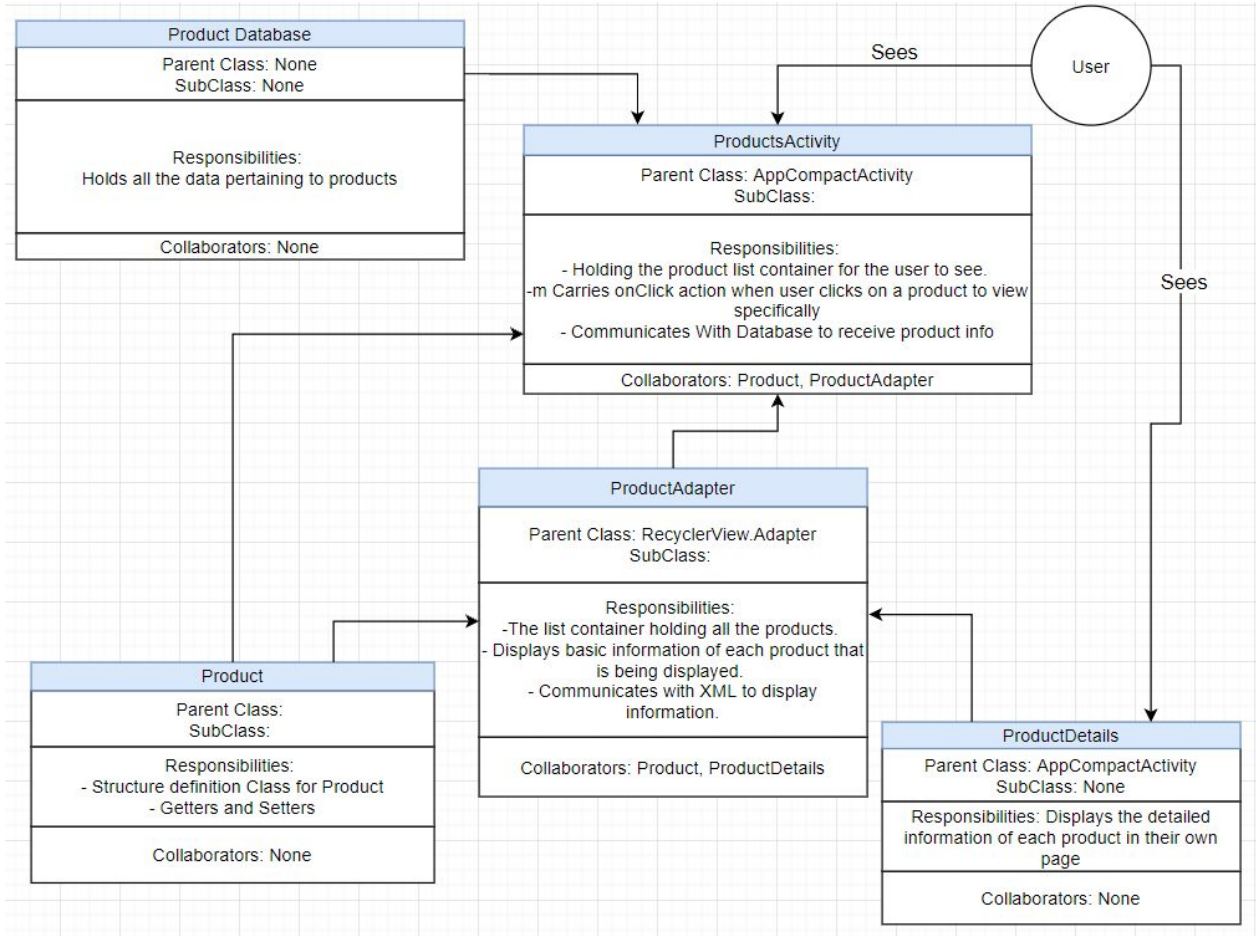 Product Database
Parent Class: None
SubClass: None
Responsibilities:
Holds all the data pertaining to products
Collaborators: None
Sees
User
ProductsActivity
Parent Class: AppCompactActivity
SubClass:
Responsibilities:
- Holding the product list container for the user to see.
-m Carries onClick action when user clicks on a product to view
specifically
- Communicates With Database to receive product info
Collaborators: Product, ProductAdapter
Sees
ProductAdapter
Parent Class: RecyclerView.Adapter
SubClass:
Responsibilities:
-The list container holding all the products.
- Displays basic information of each product that
is being displayed.
- Communicates with XML to display
information.
Collaborators: Product, ProductDetails
Product
Parent Class:
SubClass:
Responsibilities:
- Structure definition Class for Product
- Getters and Setters
Collaborators: None
ProductDetails
Parent Class: AppCompactActivity
SubClass: None
Responsibilities: Displays the detailed
information of each product in their own
page
Collaborators: None